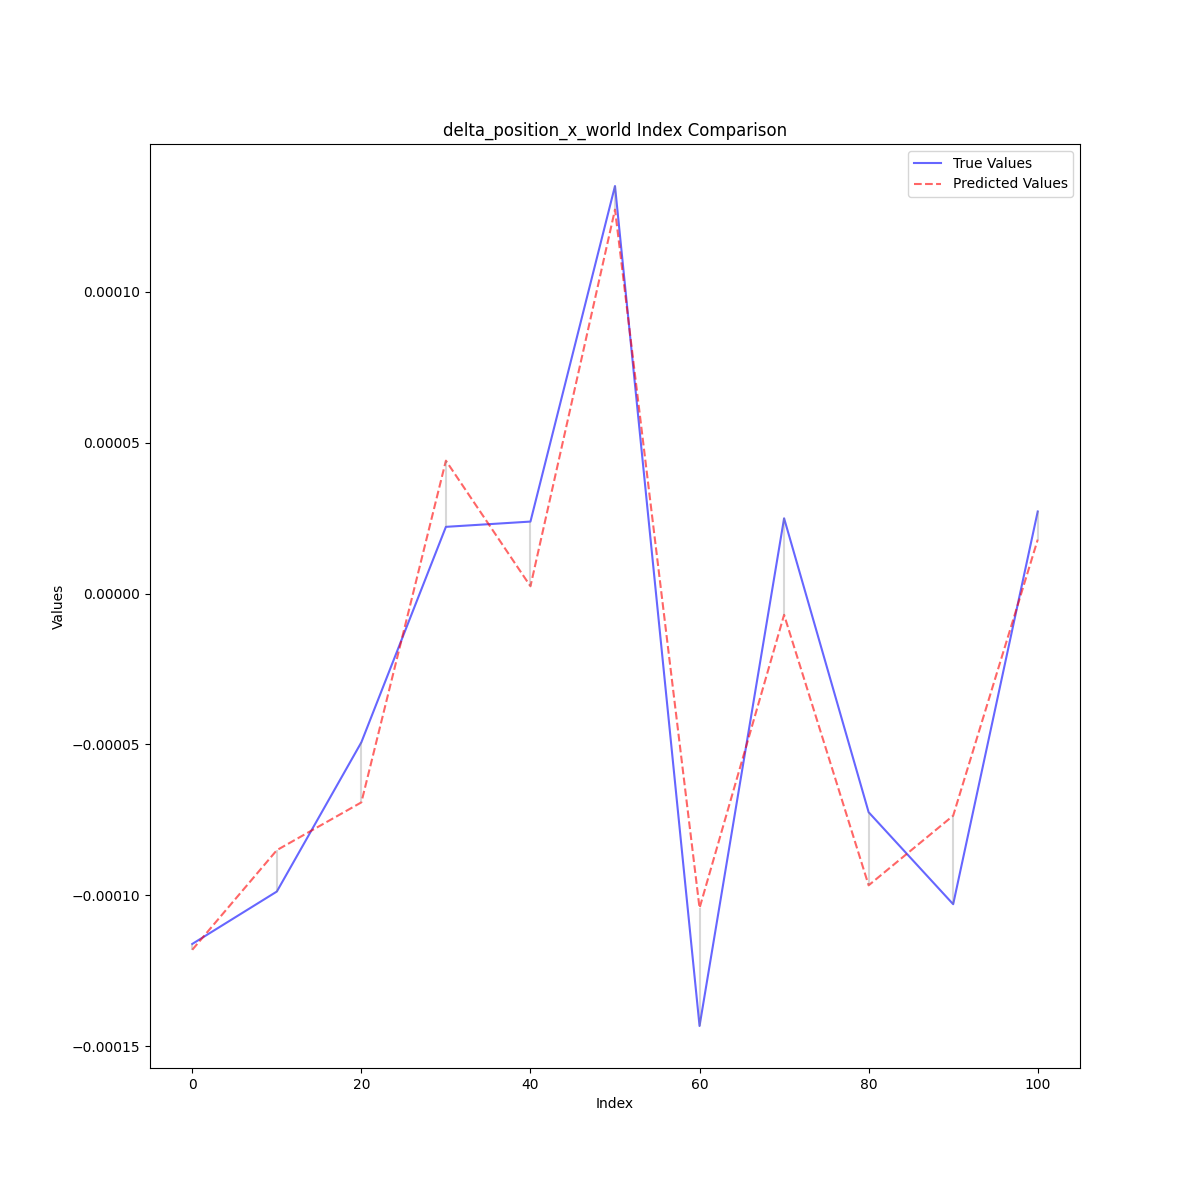 delta_position_x_world Index Comparison
True Values
Predicted Values
0.00010
0.00005
0.00000
−0.00005
−0.00010
−0.00015
Values
0 20 40 60 80 100
Index